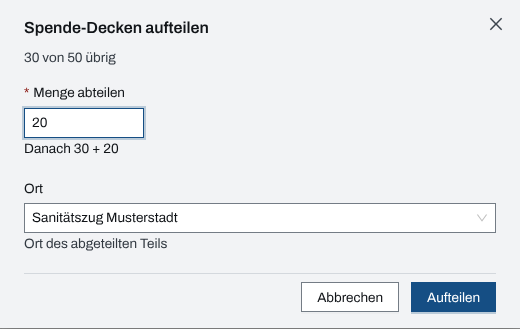 Spende-Decken aufteilen
30 von 50 übrig
* Menge abteilen
20
Danach 30 + 20
Ort
Sanitätszug Musterstadt
Ort des abgeteilten Teils
Abbrechen
Aufteilen